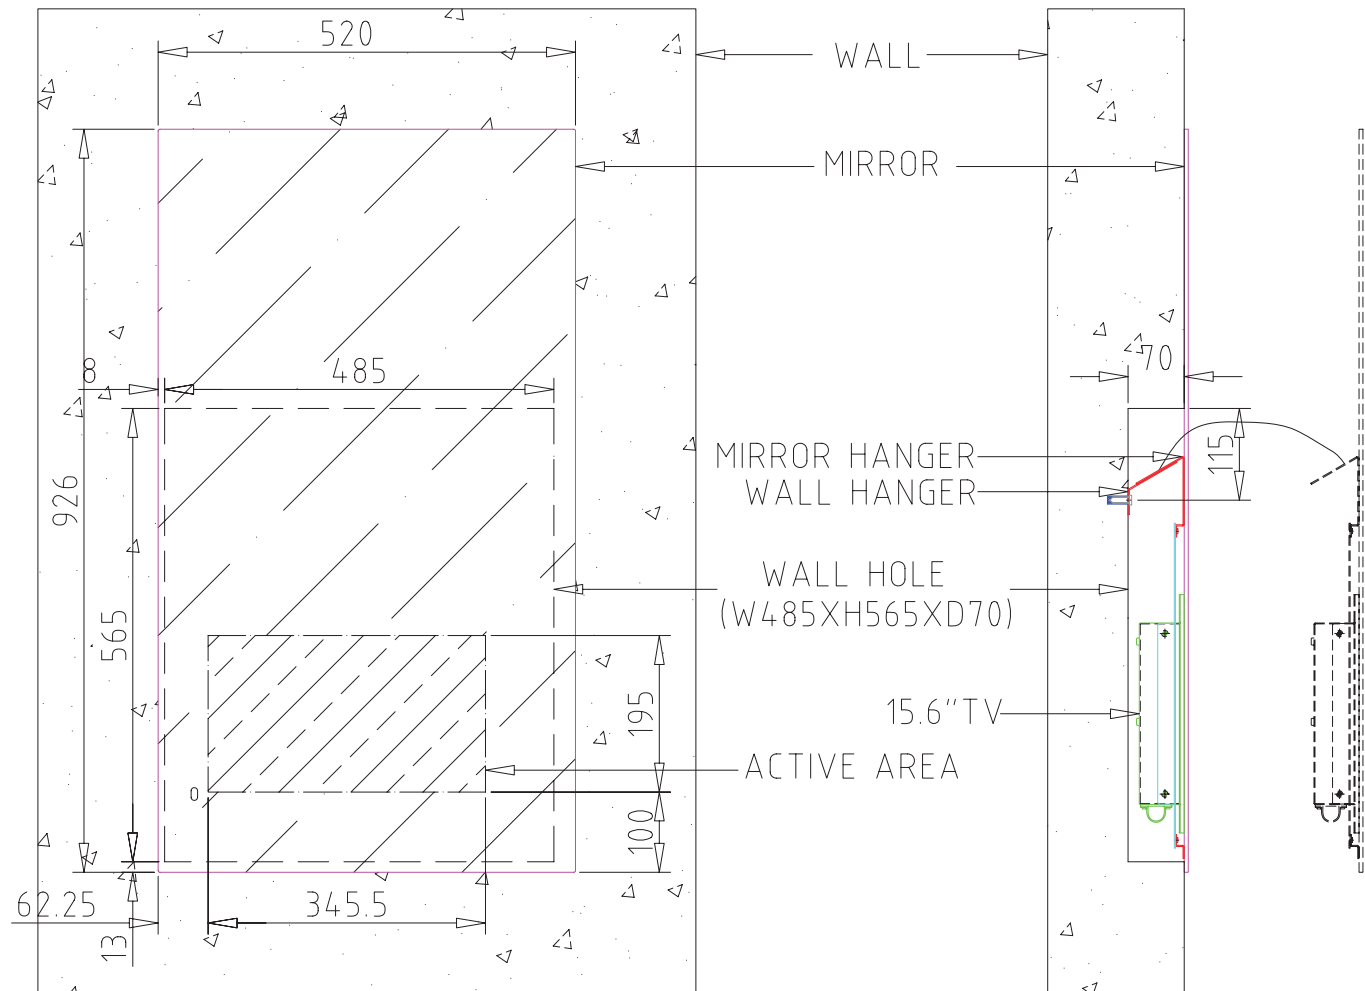 520
WALL
MIRROR
8
485
70
MIRROR HANGER
WALL HANGER
115
926
WALL HOLE
(W485XH565XD70)
565
195
15.6"TV
ACTIVE AREA
0
100
62.25
345.5
13